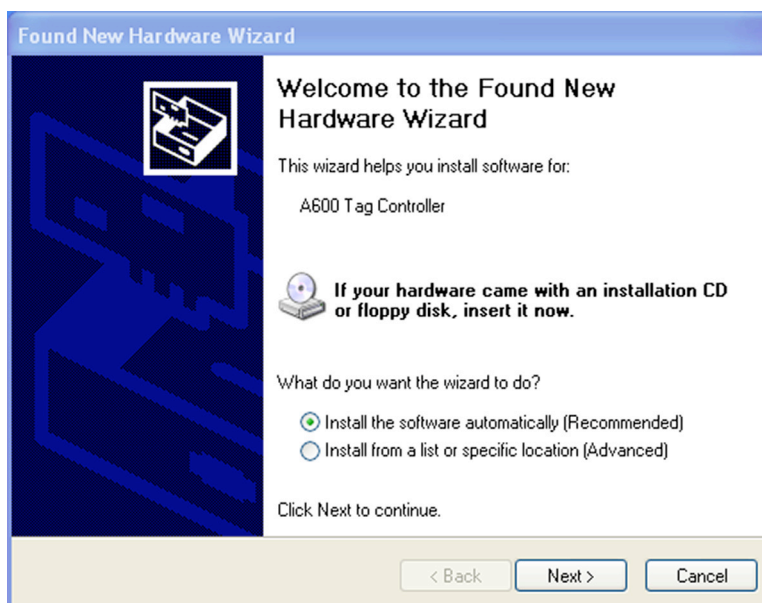 Found New Hardware Wizard
Welcome to the Found New
Hardware Wizard
This wizard helps you install software for:
A600 Tag Controller
If your hardware came with an installation CD
or floppy disk, insert it now.
What do you want the wizard to do?
Install the software automatically (Recommended)
Install from a list or specific location (Advanced)
Click Next to continue.
< Back Next > Cancel